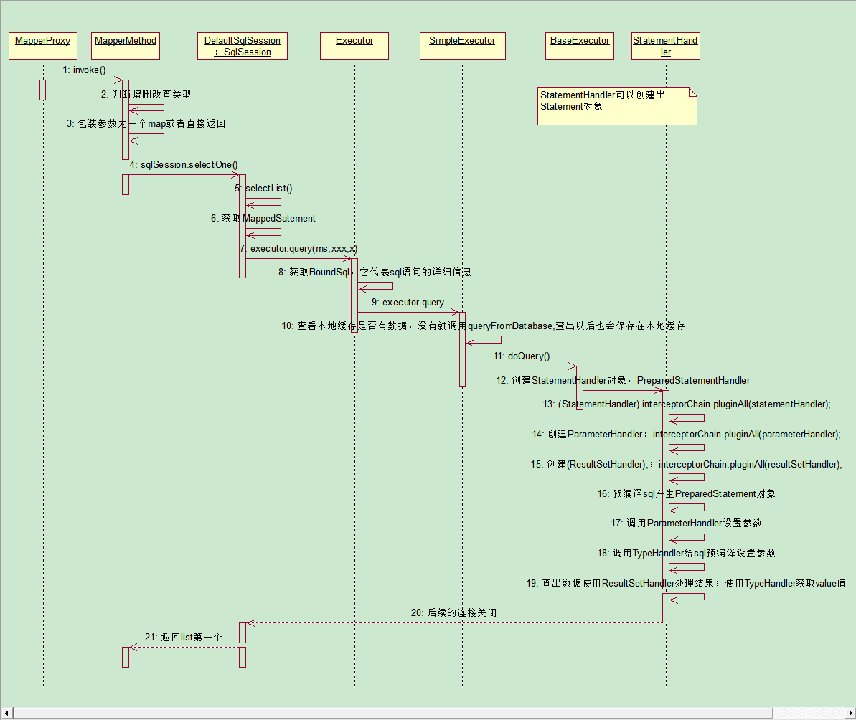 MapperProxy
MapperMethod
DefaultSqlSession
: SqlSession
Executor
SimpleExecutor
BaseExecutor
StatementHand
ler
1: invoke()
StatementHandler可以创建出
Statement对象
2: 判断增删改查类型
3: 包装参数为一个map或者直接返回
4: sqlSession.selectOne()
5: selectList()
6: 获取MappedSatement
7: executor.query(ms,xxx,x)
8: 获取BoundSql，它代表sql语句的详细信息
9: executor.query
10: 查看本地缓存是否有数据，没有就调用queryFromDatabase,查出以后也会保存在本地缓存
11: doQuery()
12: 创建StatementHandler对象，PreparedStatementHandler
13: (StatementHandler) interceptorChain.pluginAll(statementHandler);
14: 创建ParameterHandler；interceptorChain.pluginAll(parameterHandler);
15: 创建(ResultSetHandler),；interceptorChain.pluginAll(resultSetHandler);
16: 预编译sql产生PreparedStatement对象
17: 调用ParameterHandler设置参数
18: 调用TypeHandler给sql预编译设置参数
19: 查出数据使用ResultSetHandler处理结果；使用TypeHandler获取value值
20: 后续的连接关闭
21: 返回list第一个